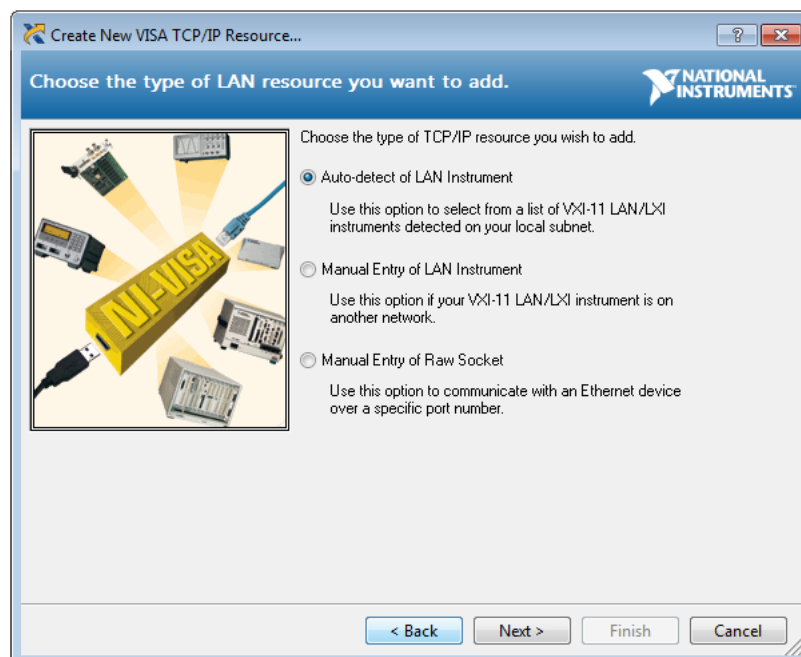 Create New VISA TCP/IP Resource...
Choose the type of LAN resource you want to add.
NATIONAL
INSTRUMENTS
Choose the type of TCP/IP resource you wish to add.
Auto-detect of LAN Instrument
Use this option to select from a list of VXI-11 LAN/LXI
instruments detected on your local subnet.
Manual Entry of LAN Instrument
Use this option if your VXI-11 LAN/LXI instrument is on
another network.
Manual Entry of Raw Socket
Use this option to communicate with an Ethernet device
over a specific port number.
NI-VISA
< Back
Next >
Finish
Cancel